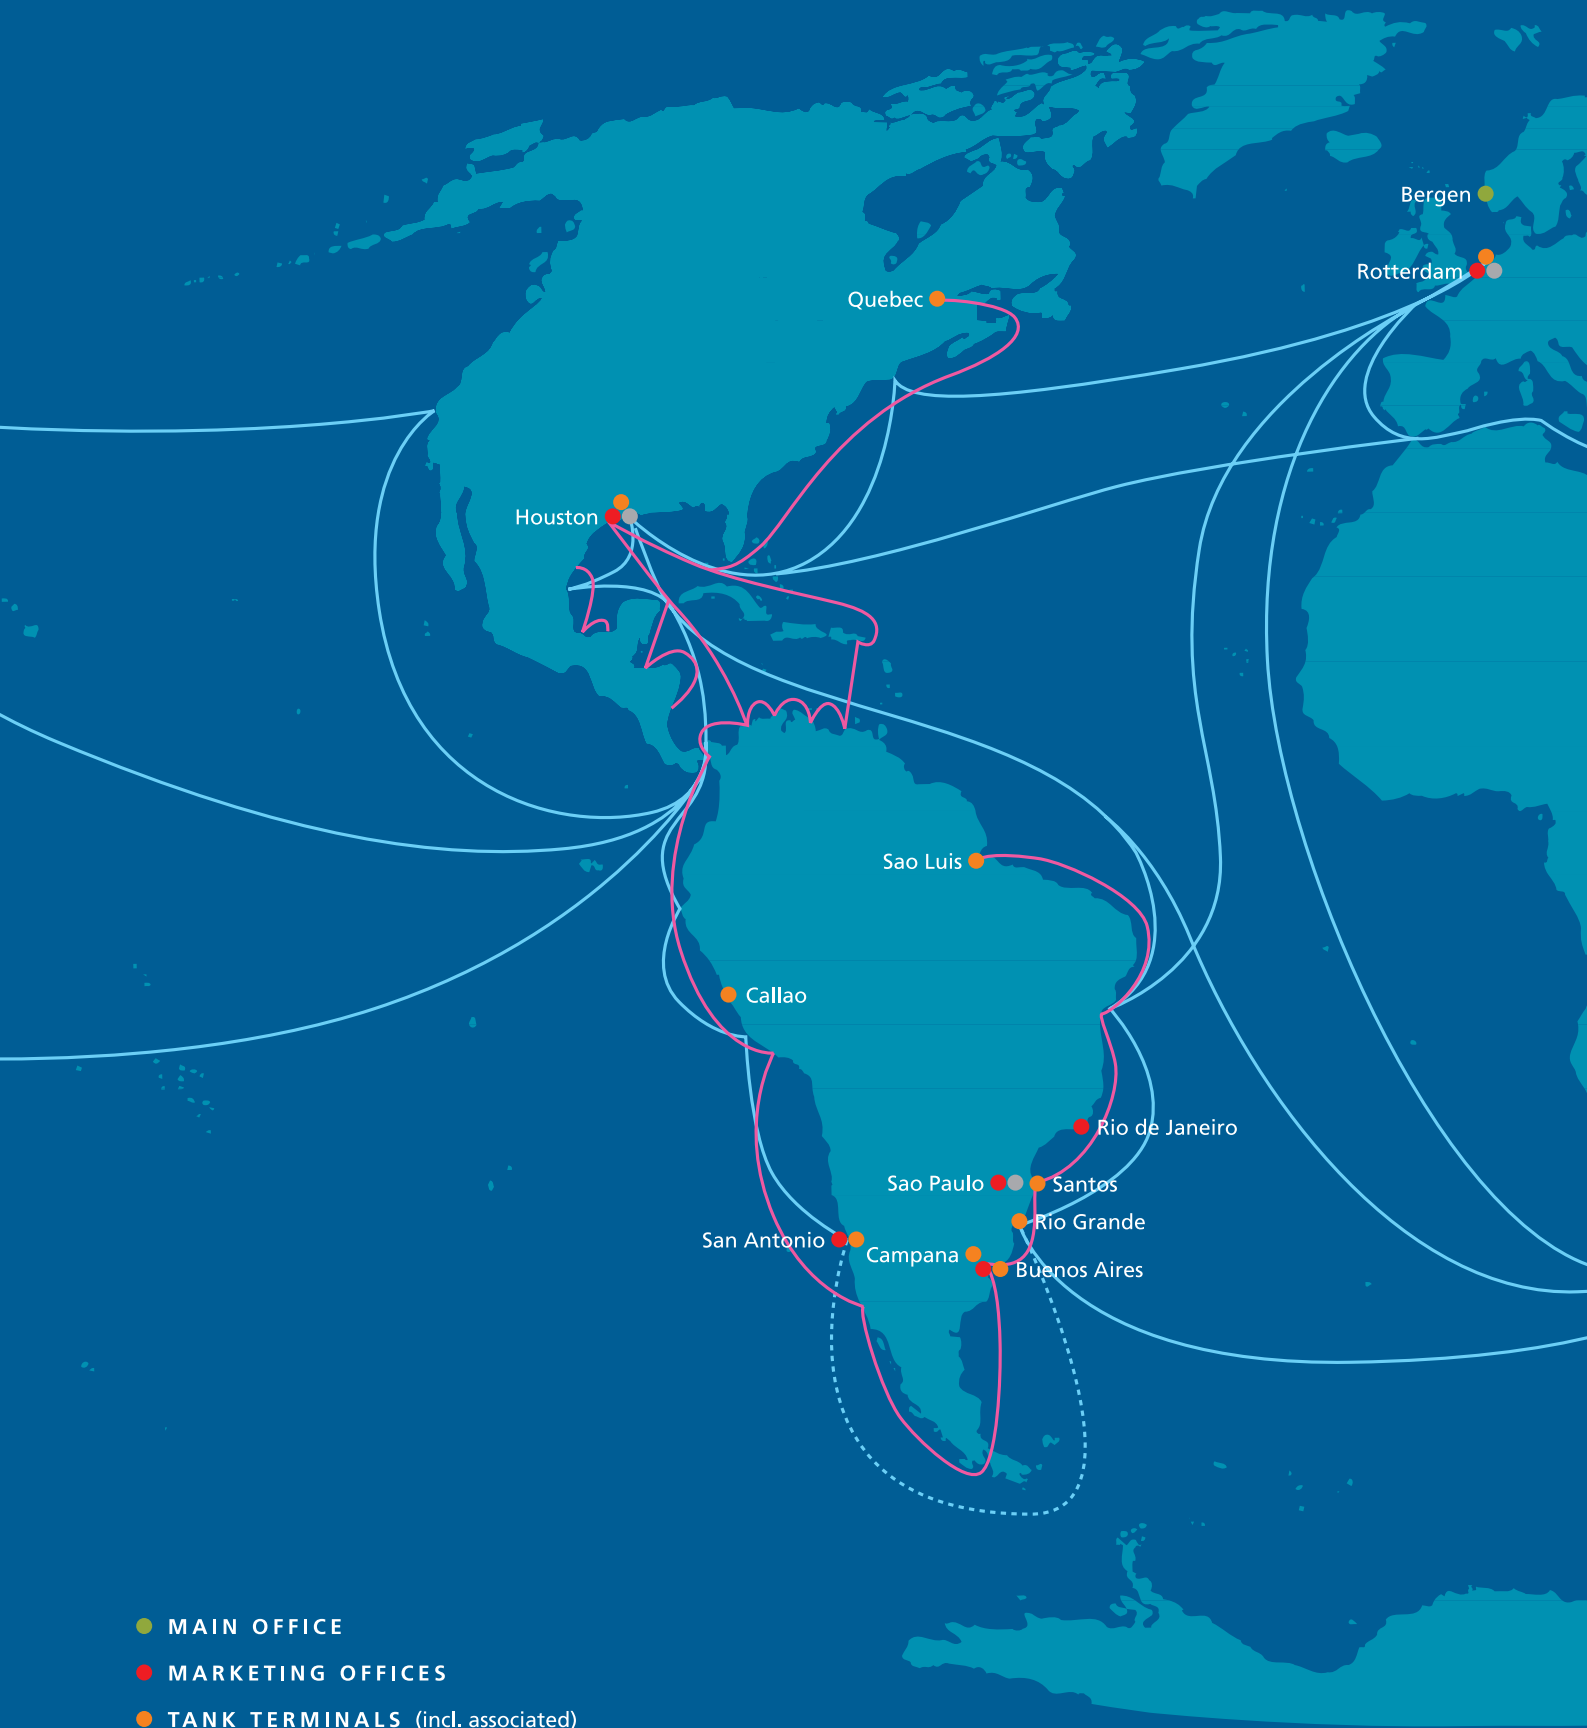 Bergen
Rotterdam
Quebec
Houston
Sao Luis
Callao
Rio de Janeiro
Sao Paulo
Santos
Rio Grande
San Antonio
Campana
Buenos Aires
MAIN OFFICE
MARKETING OFFICES
TANK TERMINALS (incl. associated)